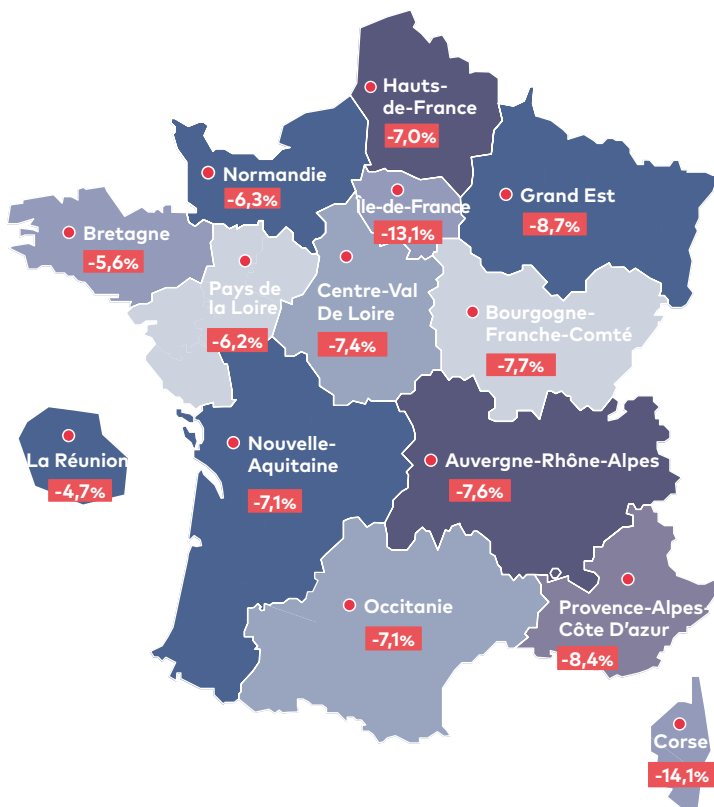 Hauts-
de-France
-7,0%
Normandie
-6,3%
Île-de-France
-13,1%
Grand Est
-8,7%
Bretagne
-5,6%
Pays de
la Loire
-6,2%
Centre-Val
De Loire
-7,4%
Bourgogne-
Franche-Comté
-7,7%
La Réunion
-4,7%
Nouvelle-
Aquitaine
-7,1%
Auvergne-Rhône-Alpes
-7,6%
Occitanie
-7,1%
Provence-Alpes-
Côte D'azur
-8,4%
Corse
-14,1%